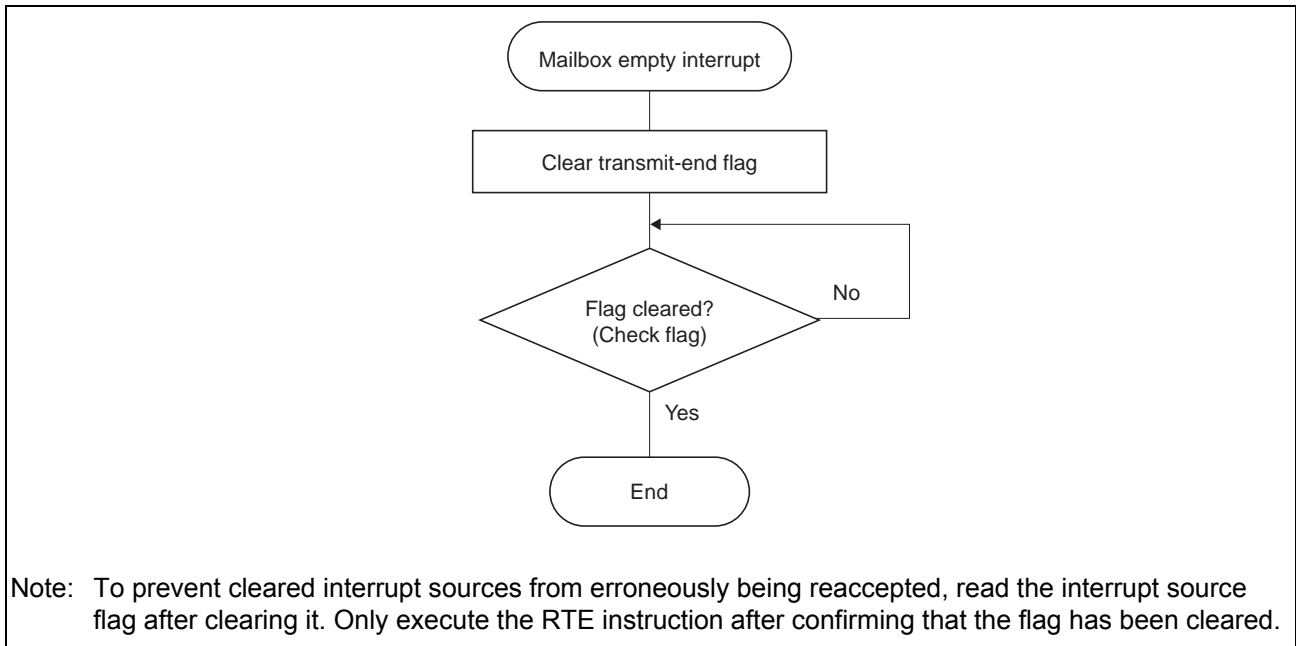 Mailbox empty interrupt
Clear transmit-end flag
No
Flag cleared?
(Check flag)
Yes
End
Note: To prevent cleared interrupt sources from erroneously being reaccepted, read the interrupt source
flag after clearing it. Only execute the RTE instruction after confirming that the flag has been cleared.